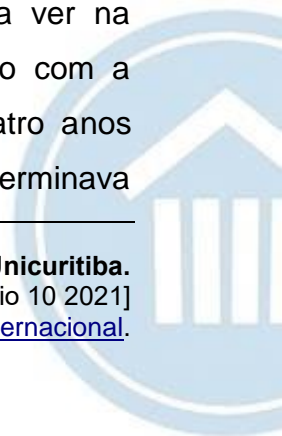 a ver na
o com a
atro anos
erminava
Unicuritiba.
io 10 2021]
ernacional.